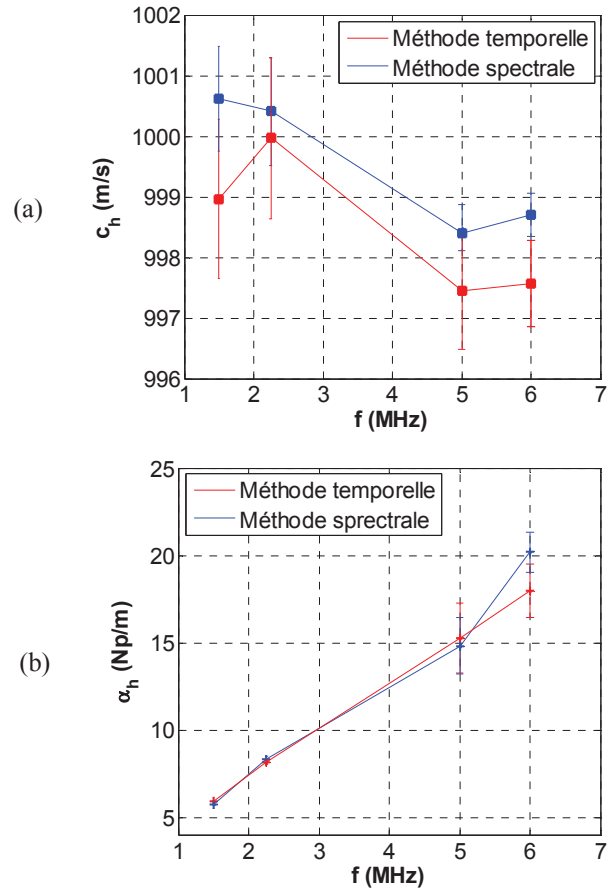 (a)
Méthode temporelle
Méthode spectrale
1001
1000
999
998
997
996
c_h (m/s)
1 2 3 4 5 6 7
f (MHz)
(b)
Méthode temporelle
Méthode sprectrale
25
20
15
10
5
α_h (Np/m)
1 2 3 4 5 6 7
f (MHz)